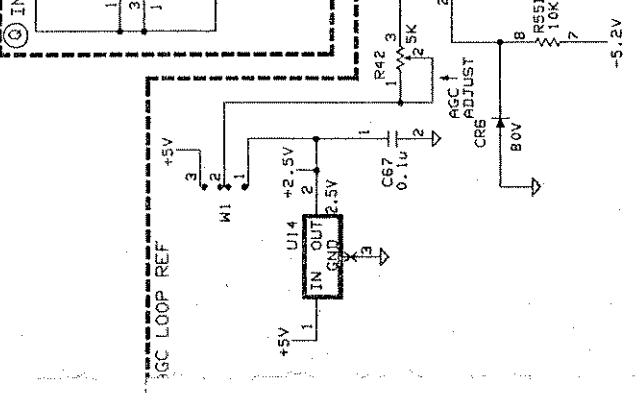 Q IN
1
3
1
AGC LOOP REF
+5V
3
2
1
W1
+2.5V
2
2.5V
U14
IN OUT
GND
3
1
+5V
1
2
C67
0.1u
R42
3
5K
2
1
AGC
ADJUST
CR6
BOV
2
R551
10K
8
7
-5.2V